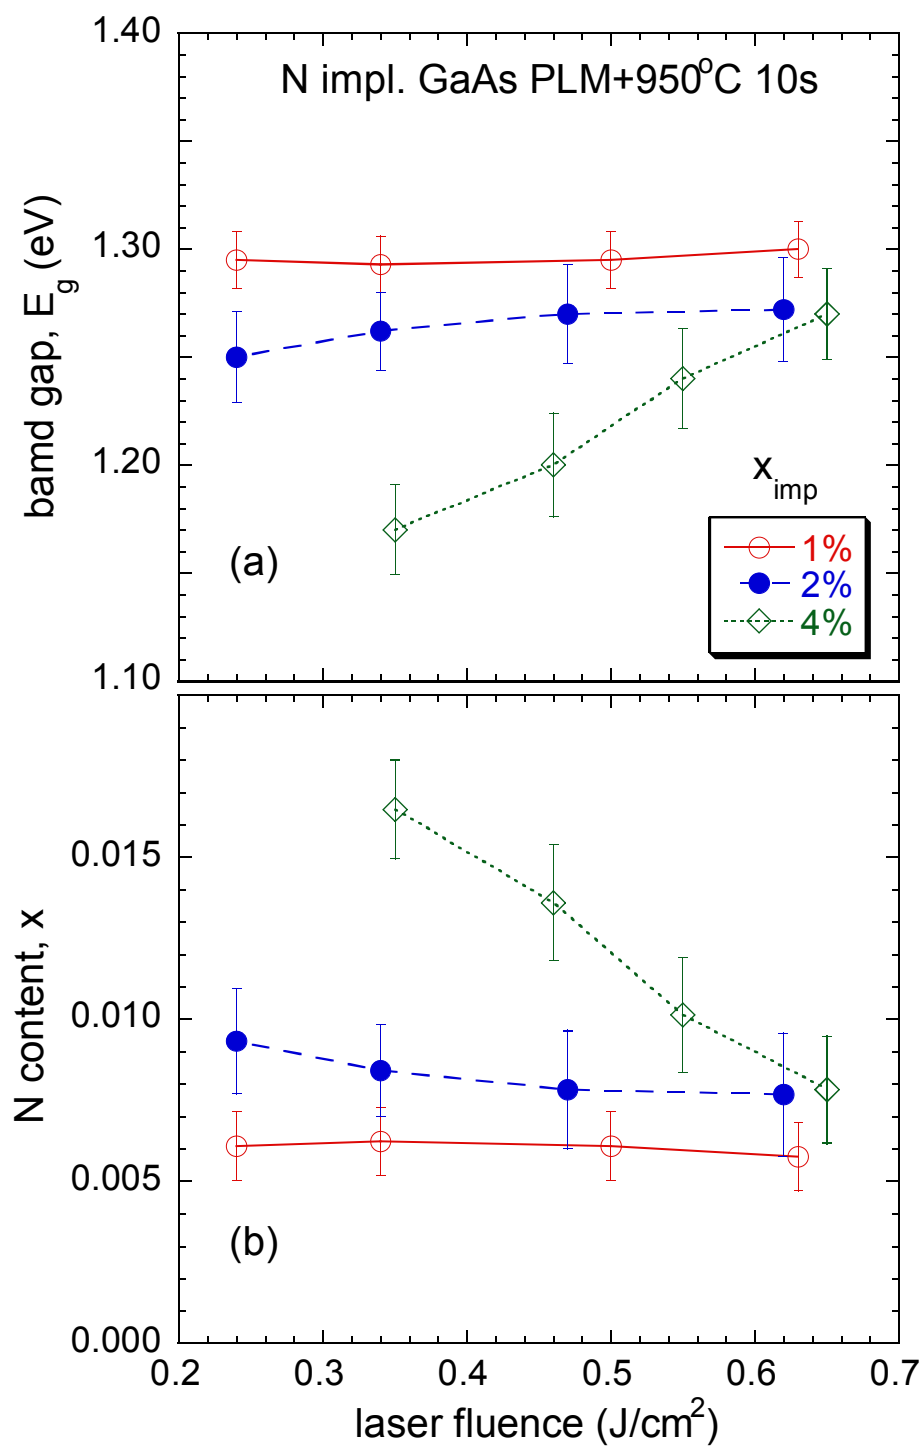 1.40
N impl. GaAs PLM+950°C 10s
1.30
bamd gap, E_g (eV)
1.20
x_imp
1%
2%
4%
(a)
1.10
0.015
N content, x
0.010
0.005
(b)
0.000
0.2 0.3 0.4 0.5 0.6 0.7
laser fluence (J/cm²)